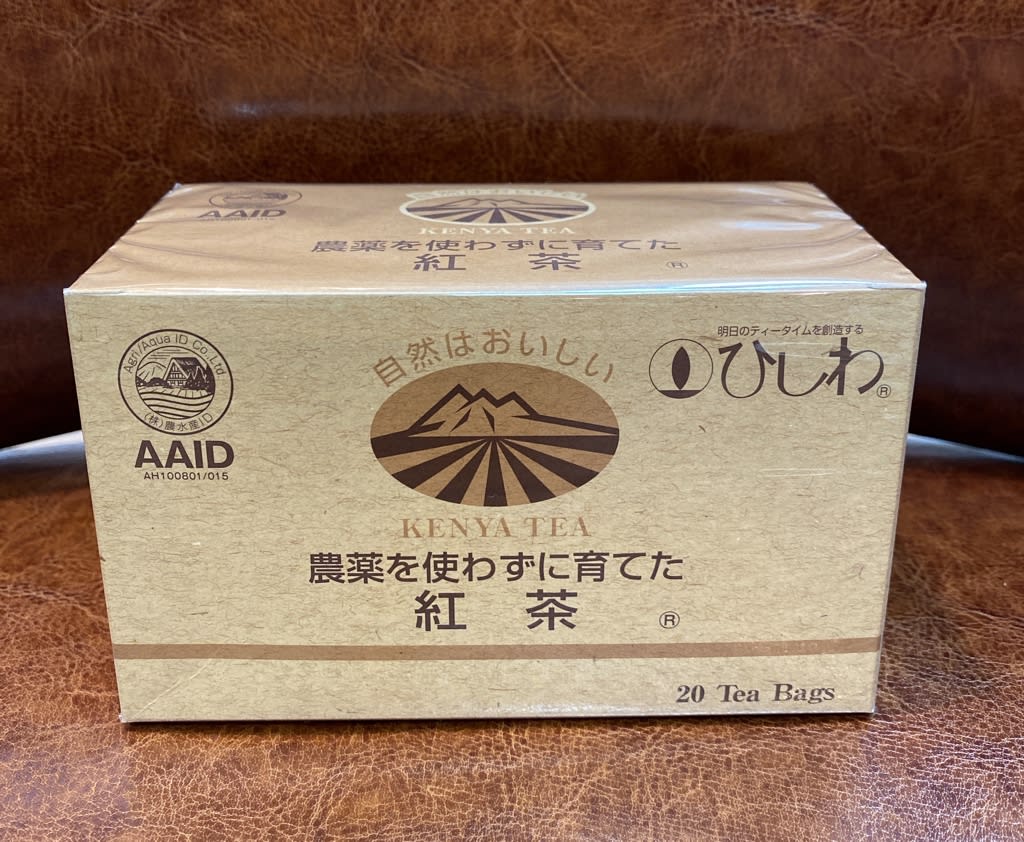 AAID
KENYA TEA
農薬を使わずに育てた
紅 茶 ®
Agri/Aqua ID Co.Ltd
(株)農水産ID
AAID
AH100801/015
自然はおいしい
KENYA TEA
農薬を使わずに育てた
紅 茶 ®
明日のティータイムを創造する
ひしわ®
20 Tea Bags